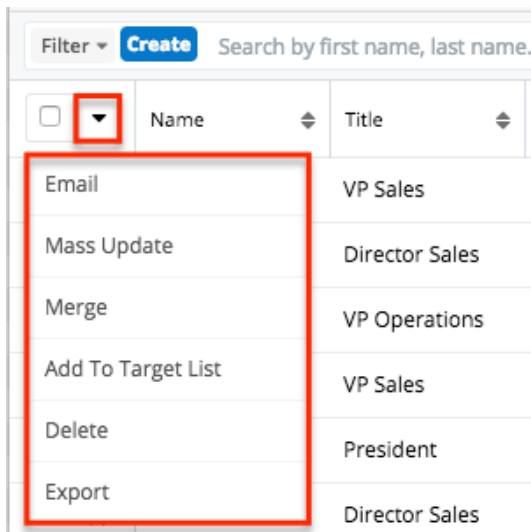 Filter Create Search by first name, last name.
Name Title
Email
VP Sales
Mass Update
Director Sales
Merge
VP Operations
Add To Target List
VP Sales
Delete
President
Export
Director Sales